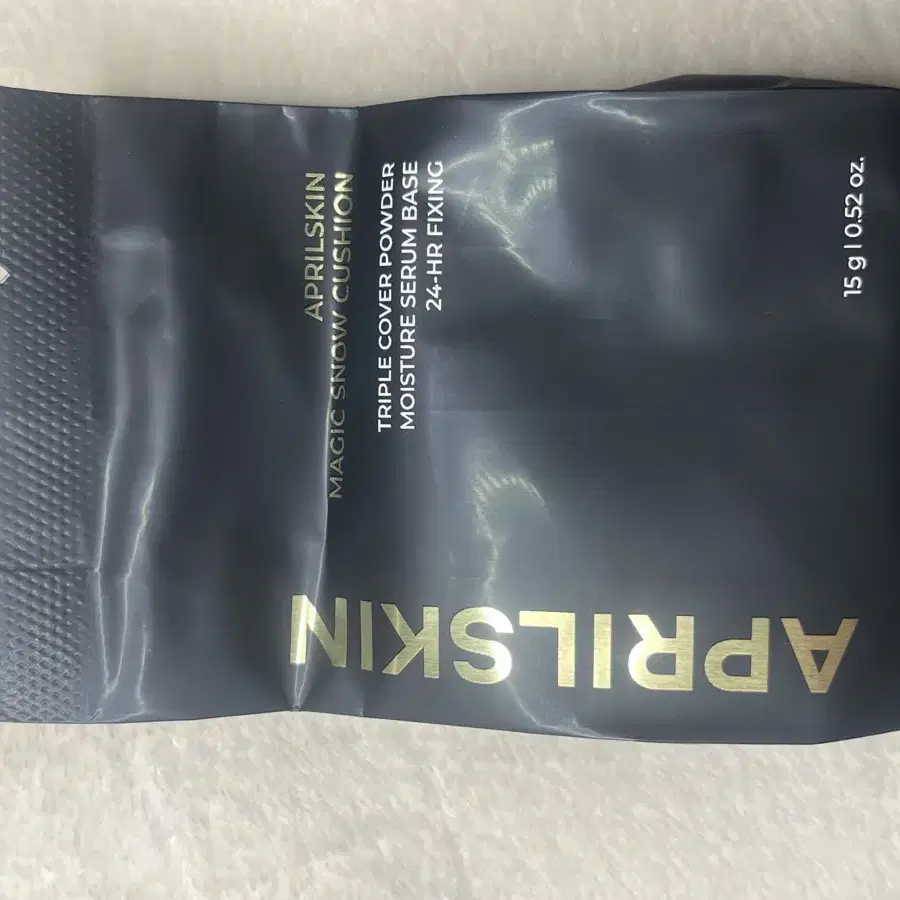 APRILSKIN
MAGIC SNOW CUSHION
TRIPLE COVER POWDER
MOISTURE SERUM BASE
24-HR FIXING
15 g | 0.52 oz.
APRILSKIN